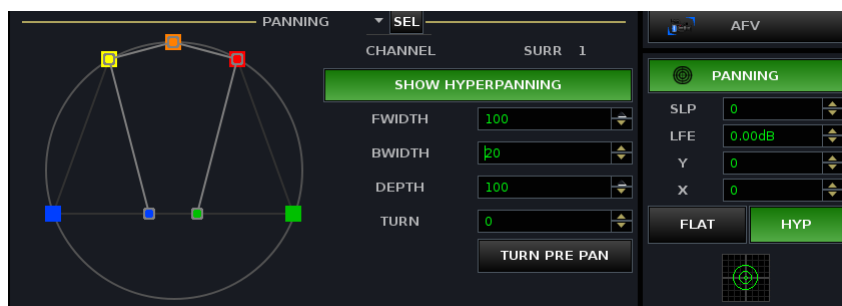 PANNING SEL
CHANNEL SURR 1
SHOW HYPERPANNING
FWIDTH 100
BWIDTH 20
DEPTH 100
TURN 0
TURN PRE PAN
AFV
PANNING
SLP 0
LFE 0.00dB
Y 0
X 0
FLAT HYP